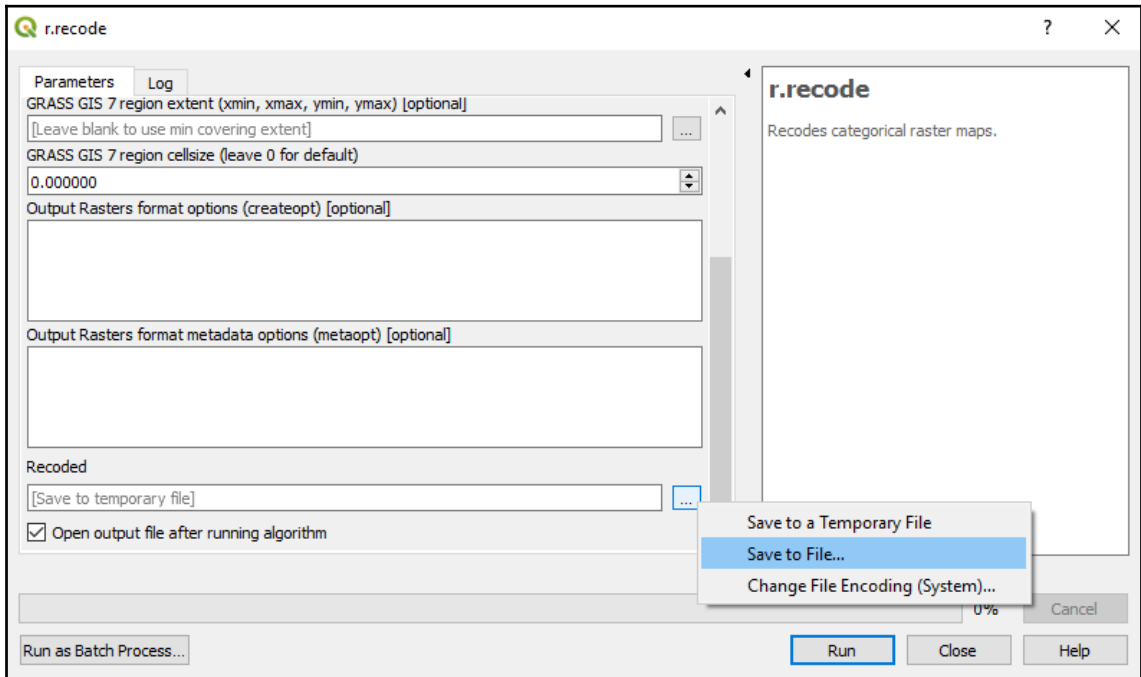 r.recode
?
Parameters
Log
GRASS GIS 7 region extent (xmin, xmax, ymin, ymax) [optional]
[Leave blank to use min covering extent]
...
GRASS GIS 7 region cellsize (leave 0 for default)
0.000000
Output Rasters format options (createopt) [optional]
Output Rasters format metadata options (metaopt) [optional]
Recoded
[Save to temporary file]
...
Open output file after running algorithm
r.recode
Recodes categorical raster maps.
Save to a Temporary File
Save to File...
Change File Encoding (System)...
0%
Cancel
Run as Batch Process...
Run
Close
Help